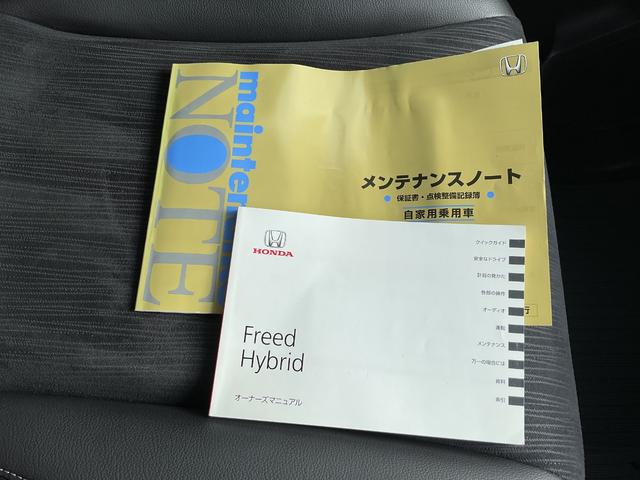 maintenance
NOTE
メンテナンスノート
保証書・点検整備記録簿
自家用乗用車
行
HONDA
Freed
Hybrid
オーナーズマニュアル
クイックガイド
安全なドライブ
計器の見かた
各部の操作
オーディオ
運転
メンテナンス
万一の場合には
資料
索引